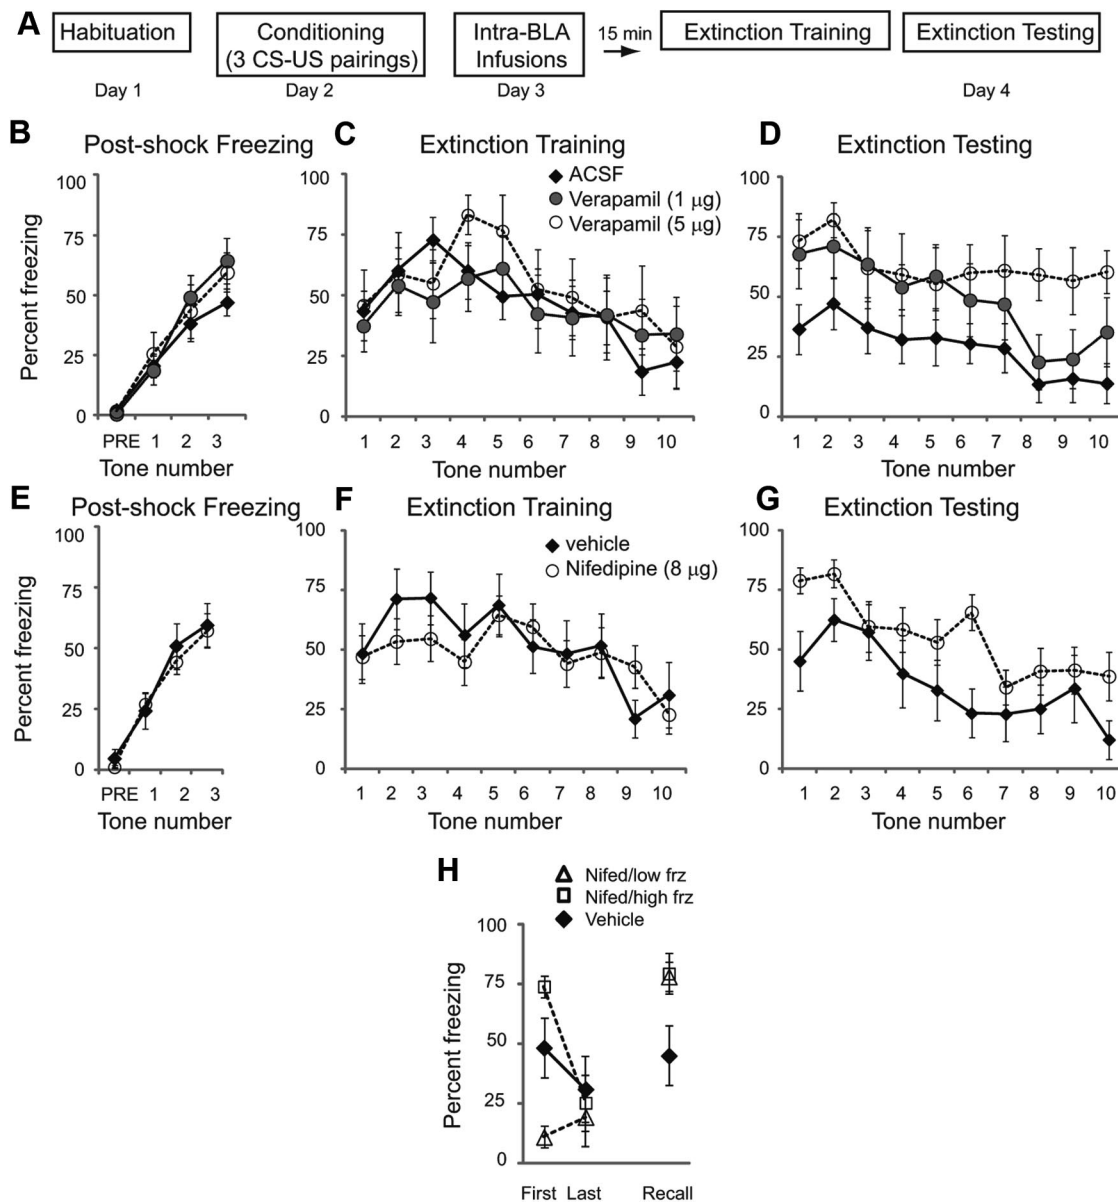 A
Habituation
Conditioning
(3 CS-US pairings)
Intra-BLA
Infusions
15 min
Extinction Training
Extinction Testing
Day 1
Day 2
Day 3
Day 4
B
Post-shock Freezing
100
75
50
25
0
Percent freezing
PRE 1 2 3
Tone number
C
Extinction Training
ACSF
Verapamil (1 μg)
Verapamil (5 μg)
100
75
50
25
0
1 2 3 4 5 6 7 8 9 10
Tone number
D
Extinction Testing
100
75
50
25
0
1 2 3 4 5 6 7 8 9 10
Tone number
E
Post-shock Freezing
100
75
50
25
0
Percent freezing
PRE 1 2 3
Tone number
F
Extinction Training
vehicle
Nifedipine (8 μg)
100
75
50
25
0
1 2 3 4 5 6 7 8 9 10
Tone number
G
Extinction Testing
100
75
50
25
0
1 2 3 4 5 6 7 8 9 10
Tone number
H
Nifed/low frz
Nifed/high frz
Vehicle
100
75
50
25
0
Percent freezing
First Last Recall